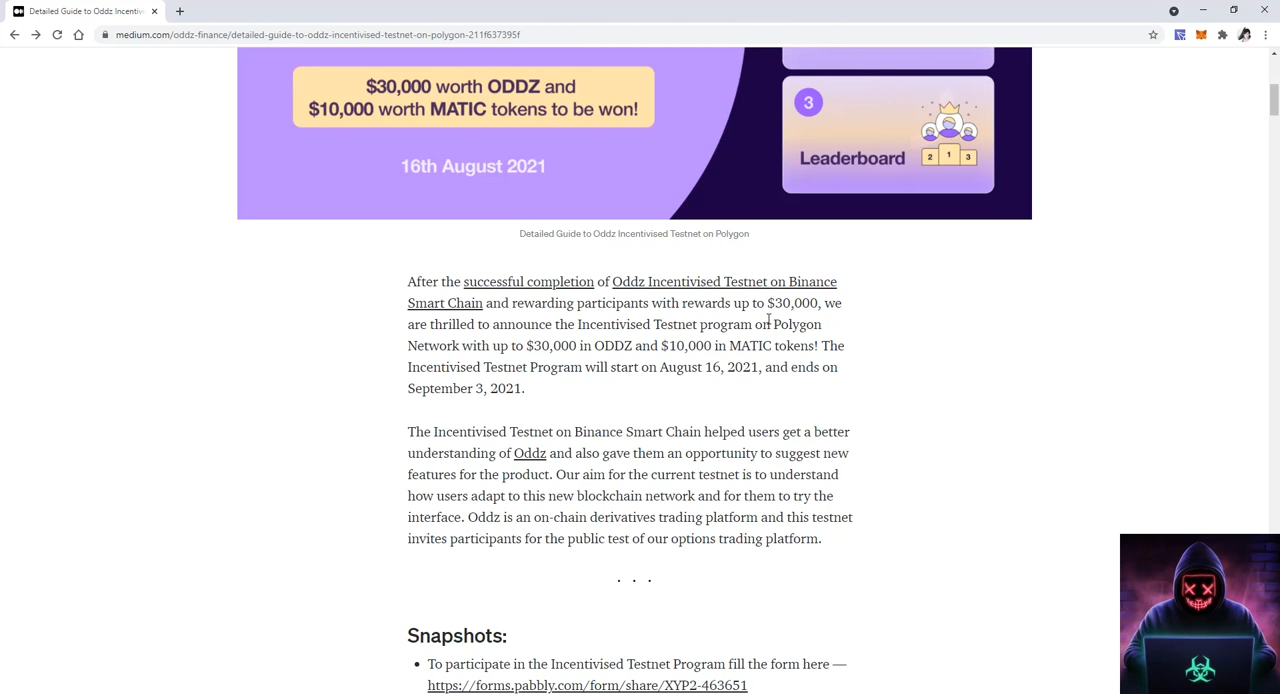 Detailed Guide to Oddz Incentivi
medium.com/oddz-finance/detailed-guide-to-oddz-incentivised-testnet-on-polygon-211f637395f
$30,000 worth ODDZ and
$10,000 worth MATIC tokens to be won!
16th August 2021
3
Leaderboard
2 1 3
Detailed Guide to Oddz Incentivised Testnet on Polygon
After the successful completion of Oddz Incentivised Testnet on Binance
Smart Chain and rewarding participants with rewards up to $30,000, we
are thrilled to announce the Incentivised Testnet program on Polygon
Network with up to $30,000 in ODDZ and $10,000 in MATIC tokens! The
Incentivised Testnet Program will start on August 16, 2021, and ends on
September 3, 2021.
The Incentivised Testnet on Binance Smart Chain helped users get a better
understanding of Oddz and also gave them an opportunity to suggest new
features for the product. Our aim for the current testnet is to understand
how users adapt to this new blockchain network and for them to try the
interface. Oddz is an on-chain derivatives trading platform and this testnet
invites participants for the public test of our options trading platform.
. . .
Snapshots:
• To participate in the Incentivised Testnet Program fill the form here —
https://forms.pabbly.com/form/share/XYP2-463651